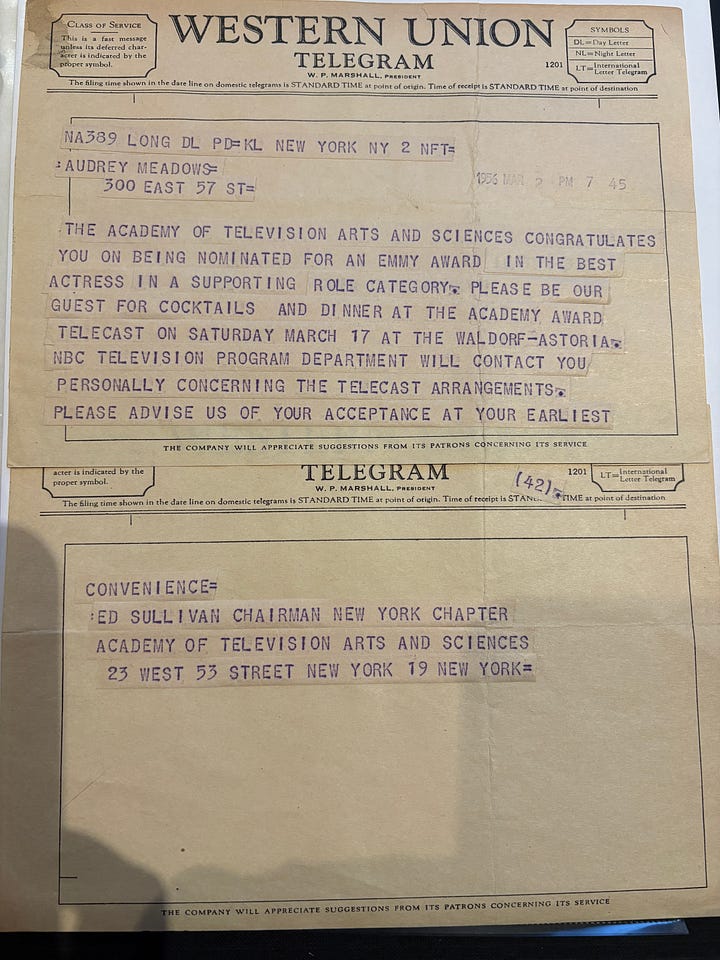 CLASS OF SERVICE
This is a fast message
unless its deferred char-
acter is indicated by the
proper symbol.
WESTERN UNION
TELEGRAM
W. P. MARSHALL, PRESIDENT
1201
SYMBOLS
DL=Day Letter
NL=Night Letter
LT=International
Letter Telegram
The filing time shown in the date line on domestic telegrams is STANDARD TIME at point of origin. Time of receipt is STANDARD TIME at point of destination
NA389 LONG DL PD=KL NEW YORK NY 2 NFT=
:AUDREY MEADOWS=
300 EAST 57 ST=
1956 MAR 2 PM 7 45
:THE ACADEMY OF TELEVISION ARTS AND SCIENCES CONGRATULATES
YOU ON BEING NOMINATED FOR AN EMMY AWARD IN THE BEST
ACTRESS IN A SUPPORTING ROLE CATEGORY. PLEASE BE OUR
GUEST FOR COCKTAILS AND DINNER AT THE ACADEMY AWARD
TELECAST ON SATURDAY MARCH 17 AT THE WALDORF-ASTORIA.
NBC TELEVISION PROGRAM DEPARTMENT WILL CONTACT YOU
PERSONALLY CONCERNING THE TELECAST ARRANGEMENTS.
PLEASE ADVISE US OF YOUR ACCEPTANCE AT YOUR EARLIEST
THE COMPANY WILL APPRECIATE SUGGESTIONS FROM ITS PATRONS CONCERNING ITS SERVICE
acter is indicated by the
proper symbol.
TELEGRAM
W. P. MARSHALL, PRESIDENT
(42).
1201
LT=International
Letter Telegram
The filing time shown in the date line on domestic telegrams is STANDARD TIME at point of origin. Time of receipt is STAN TIME at point of destination
CONVENIENCE=
:ED SULLIVAN CHAIRMAN NEW YORK CHAPTER
ACADEMY OF TELEVISION ARTS AND SCIENCES
23 WEST 53 STREET NEW YORK 19 NEW YORK=
THE COMPANY WILL APPRECIATE SUGGESTIONS FROM ITS PATRONS CONCERNING ITS SERVICE